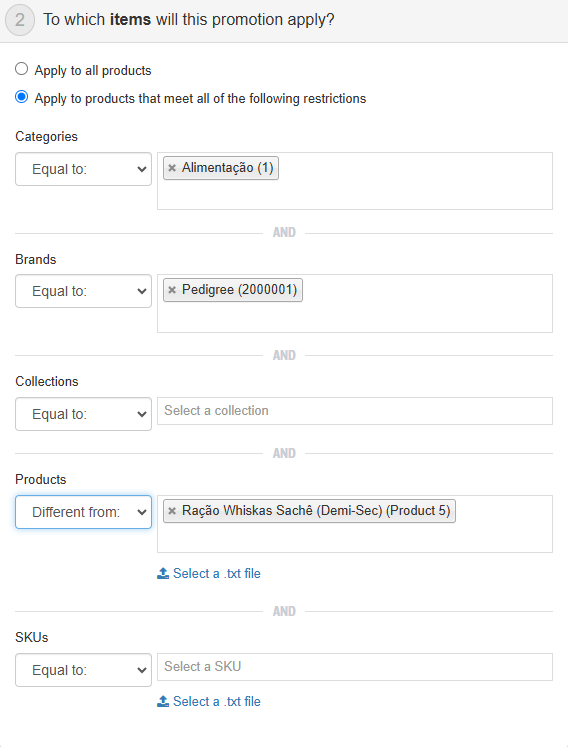 2 To which items will this promotion apply?
Apply to all products
Apply to products that meet all of the following restrictions
Categories
Equal to: × Alimentação (1)
AND
Brands
Equal to: × Pedigree (2000001)
AND
Collections
Equal to: Select a collection
AND
Products
Different from: × Ração Whiskas Sachê (Demi-Sec) (Product 5)
Select a .txt file
AND
SKUs
Equal to: Select a SKU
Select a .txt file